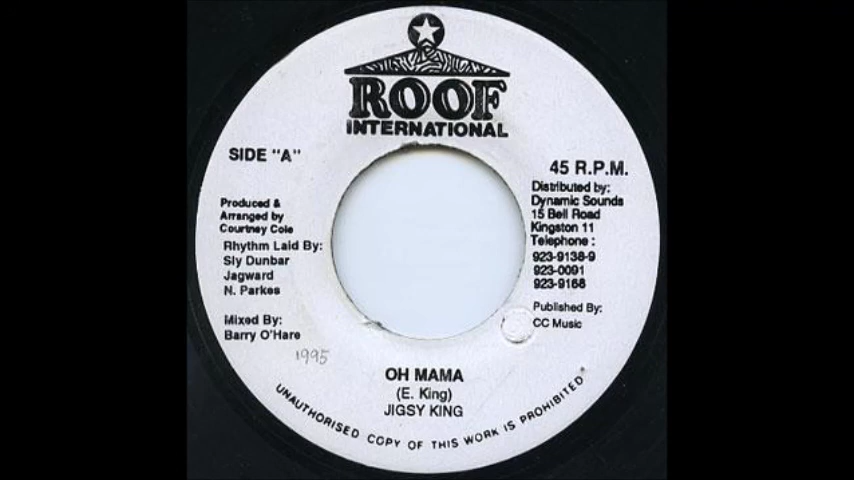 ROOF
INTERNATIONAL
SIDE "A"
45 R.P.M.
Produced &
Arranged by
Courtney Cole
Rhythm Laid By:
Sly Dunbar
Jagward
N. Parkes
Mixed By:
Barry O'Hare
1995
Distributed by:
Dynamic Sounds
15 Bell Road
Kingston 11
Telephone :
923-9138-9
923-0091
923-9168
Published By:
CC Music
OH MAMA
(E. King)
JIGSY KING
UNAUTHORISED COPY OF THIS WORK IS PROHIBITED